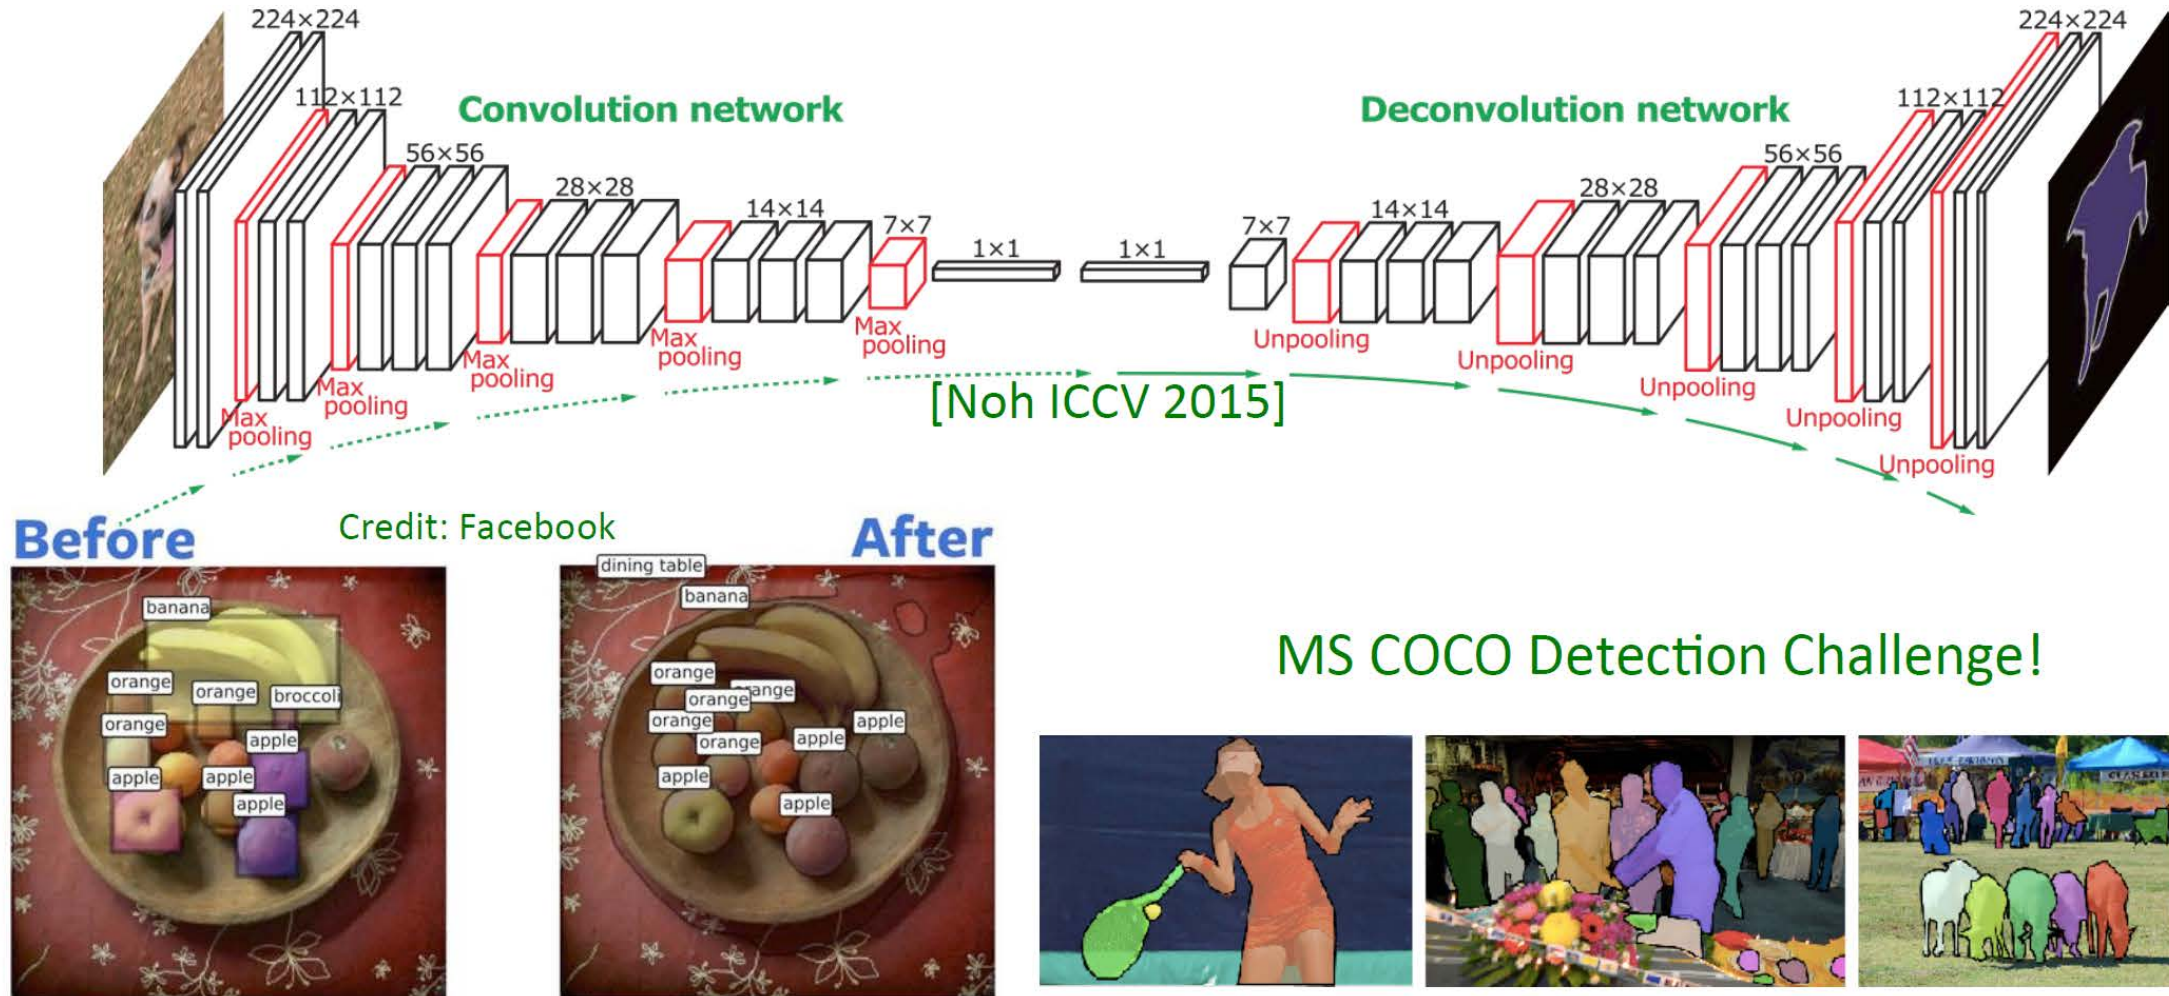 224×224
112×112
56×56
28×28
14×14
7×7
1×1
1×1
7×7
14×14
28×28
56×56
112×112
224×224
Convolution network
Deconvolution network
Max
pooling
Max
pooling
Max
pooling
Max
pooling
Max
pooling
Unpooling
Unpooling
Unpooling
Unpooling
Unpooling
[Noh ICCV 2015]
Before
Credit: Facebook
After
banana
orange
orange
broccoli
orange
apple
apple
apple
apple
dining table
banana
orange
orange
orange
orange
apple
orange
apple
apple
apple
MS COCO Detection Challenge!